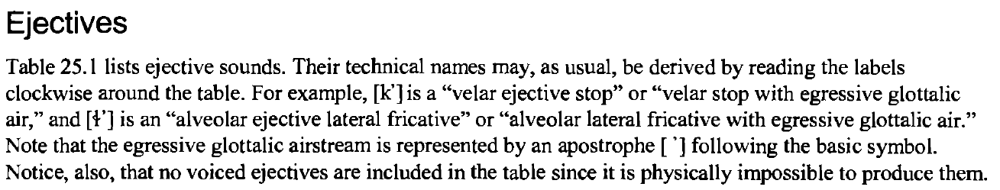 Ejectives
Table 25.1 lists ejective sounds. Their technical names may, as usual, be derived by reading the labels
clockwise around the table. For example, [k’] is a “velar ejective stop” or “velar stop with egressive glottalic
air,” and [ɬ’] is an “alveolar ejective lateral fricative” or “alveolar lateral fricative with egressive glottalic air.”
Note that the egressive glottalic airstream is represented by an apostrophe [ ’] following the basic symbol.
Notice, also, that no voiced ejectives are included in the table since it is physically impossible to produce them.